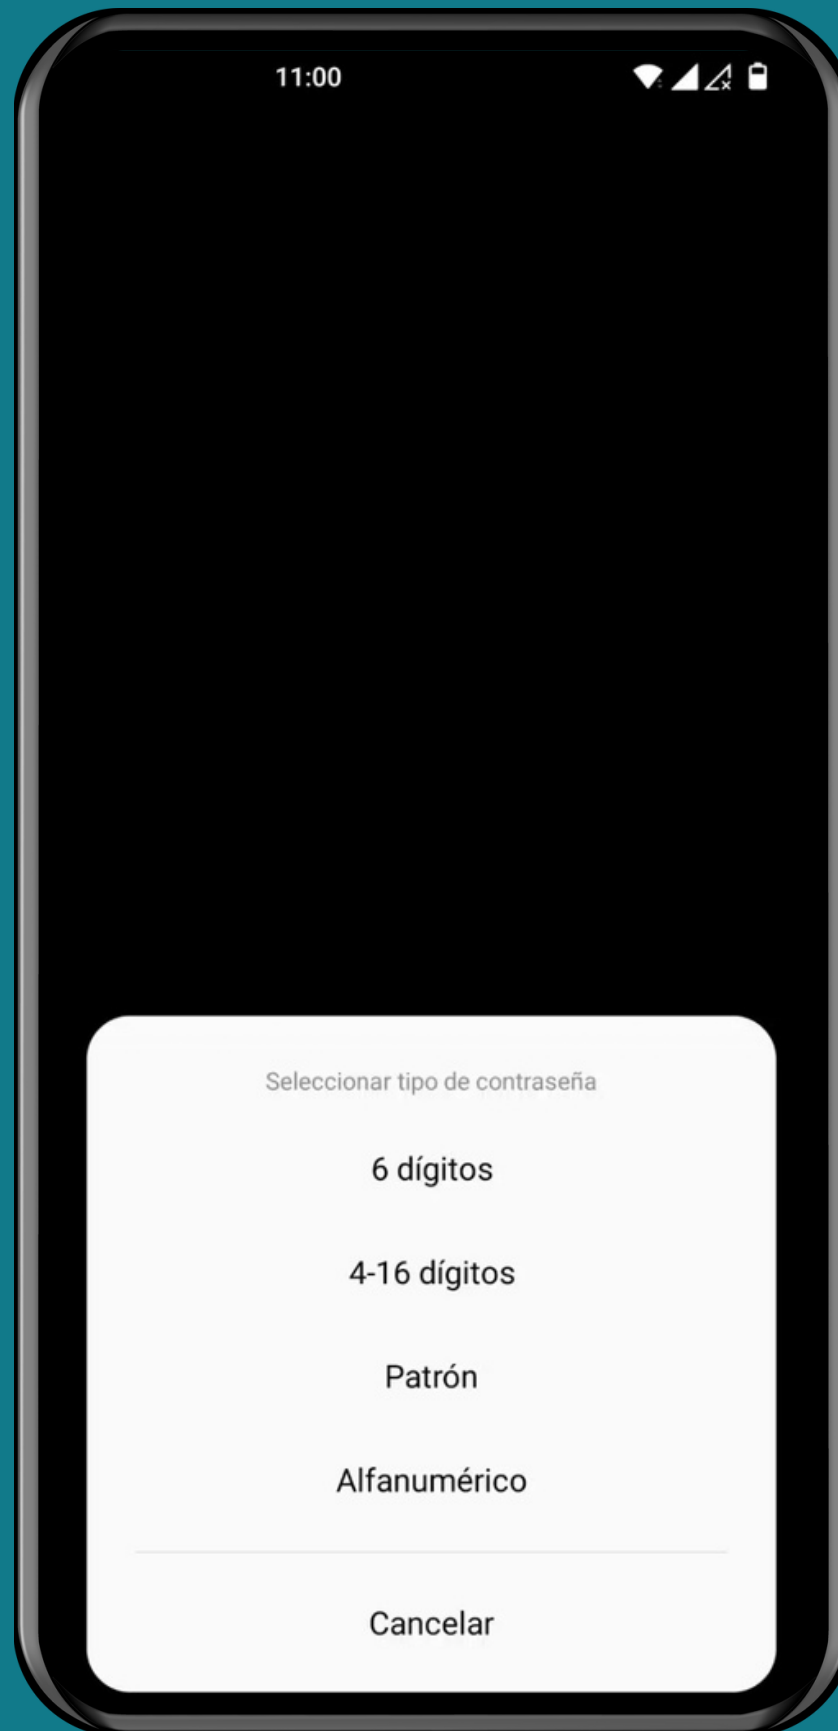 11:00
Seleccionar tipo de contraseña
6 dígitos
4-16 dígitos
Patrón
Alfanumérico
Cancelar